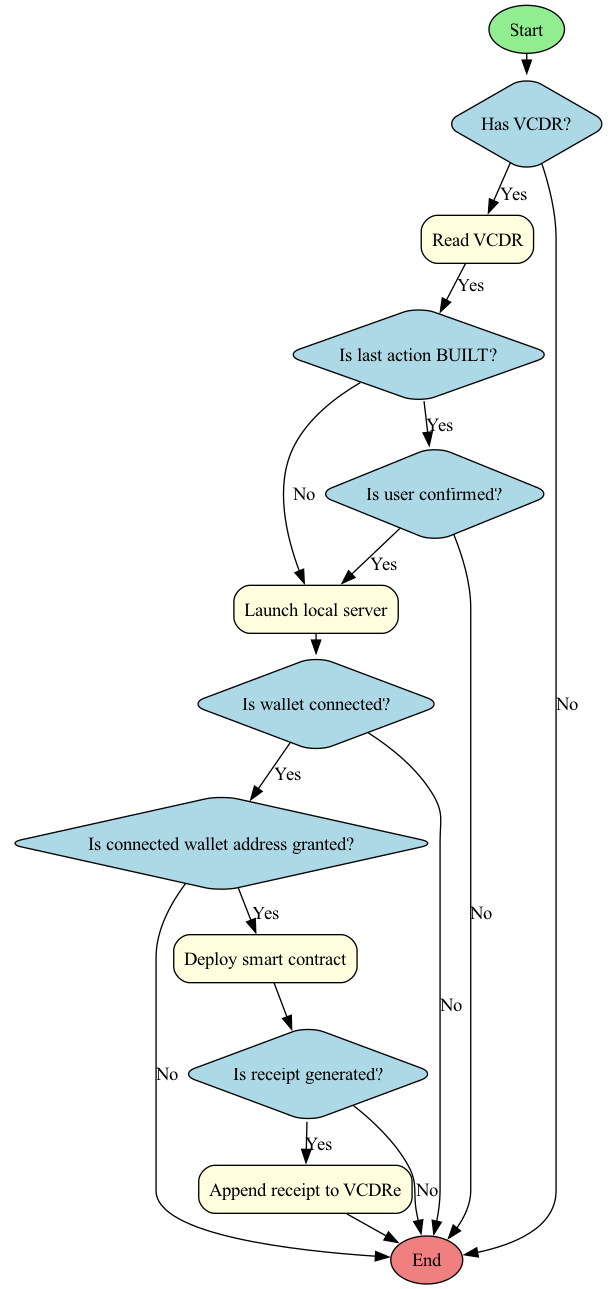 Start
Has VCDR?
Yes
Read VCDR
Yes
Is last action BUILT?
Yes
No
Is user confirmed?
Yes
Launch local server
Is wallet connected?
No
Yes
Is connected wallet address granted?
Yes
No
Deploy smart contract
No
Is receipt generated?
No
Yes
Append receipt to VCDRe
No
End